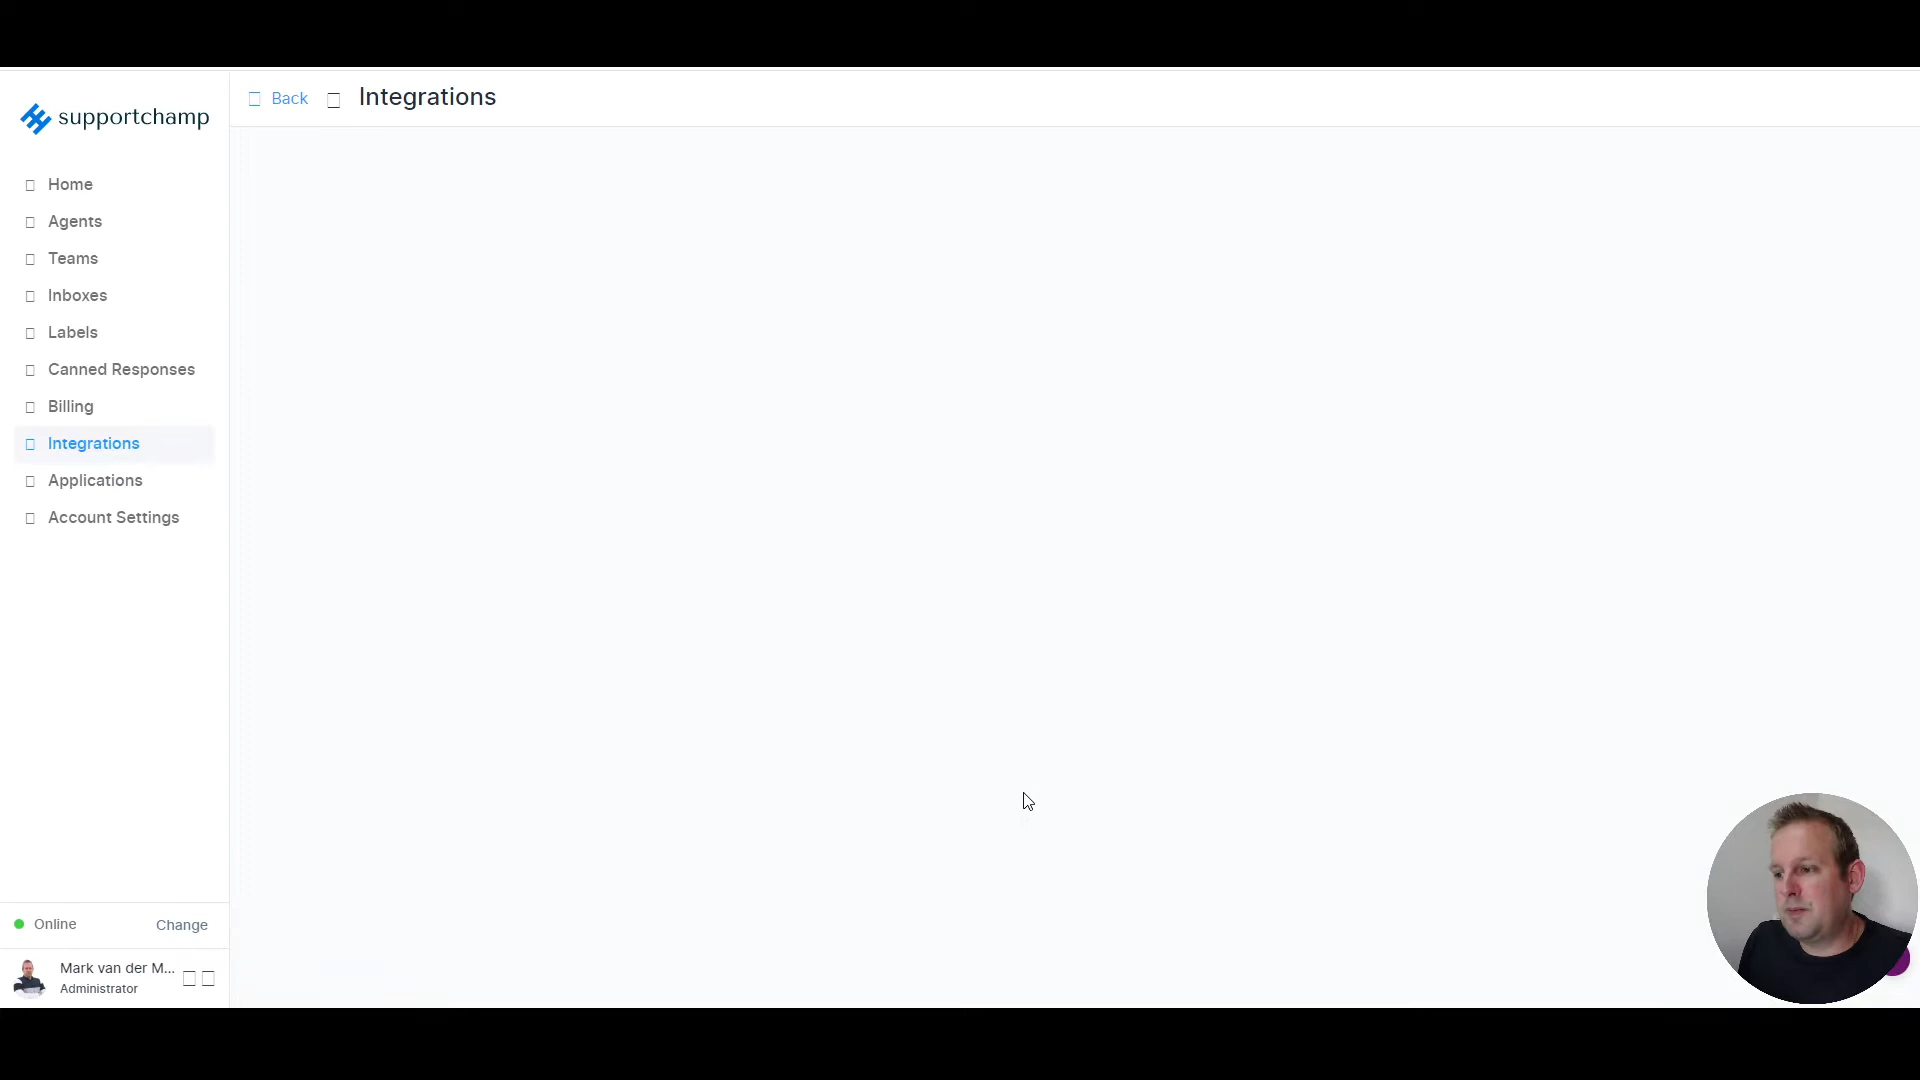 supportchamp
Back
Integrations
Home
Agents
Teams
Inboxes
Labels
Canned Responses
Billing
Integrations
Applications
Account Settings
Online
Change
Mark van der M...
Administrator